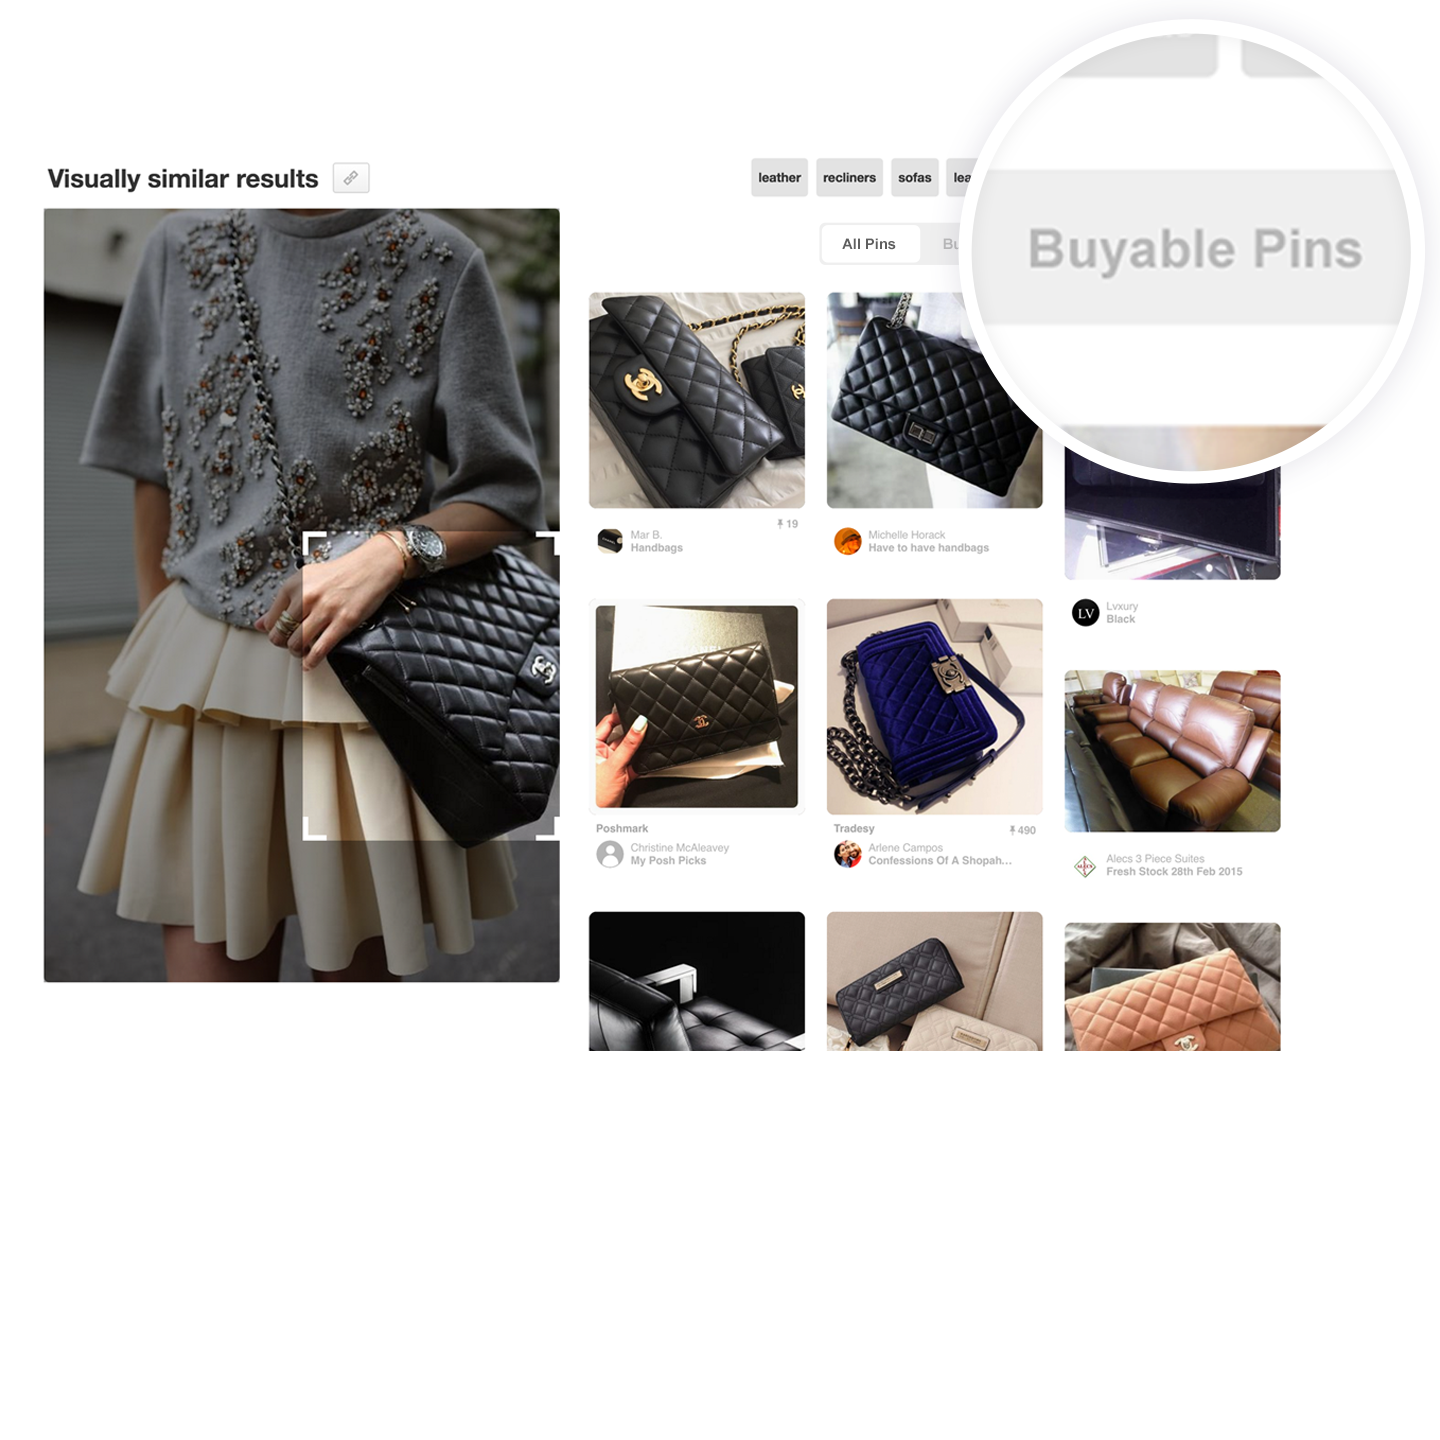 Visually similar results
leather
recliners
sofas
All Pins
Buyable Pins
19
Mar B.
Handbags
Michelle Horack
Have to have handbags
LV
Lvxury
Black
Poshmark
Christine McAleavey
My Posh Picks
Tradesy
490
Arlene Campos
Confessions Of A Shopah...
Alecs 3 Piece Suites
Fresh Stock 28th Feb 2015